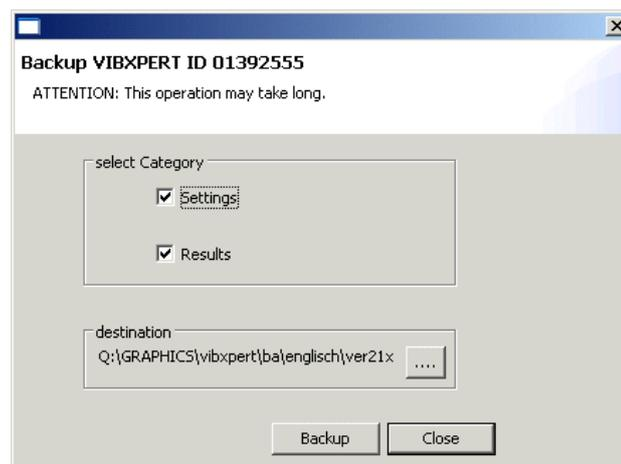 Backup VIBXPERT ID 01392555
ATTENTION: This operation may take long.
select Category
Settings
Results
destination
Q:\GRAPHICS\vibxpert\ba\englisch\ver21x
....
Backup
Close